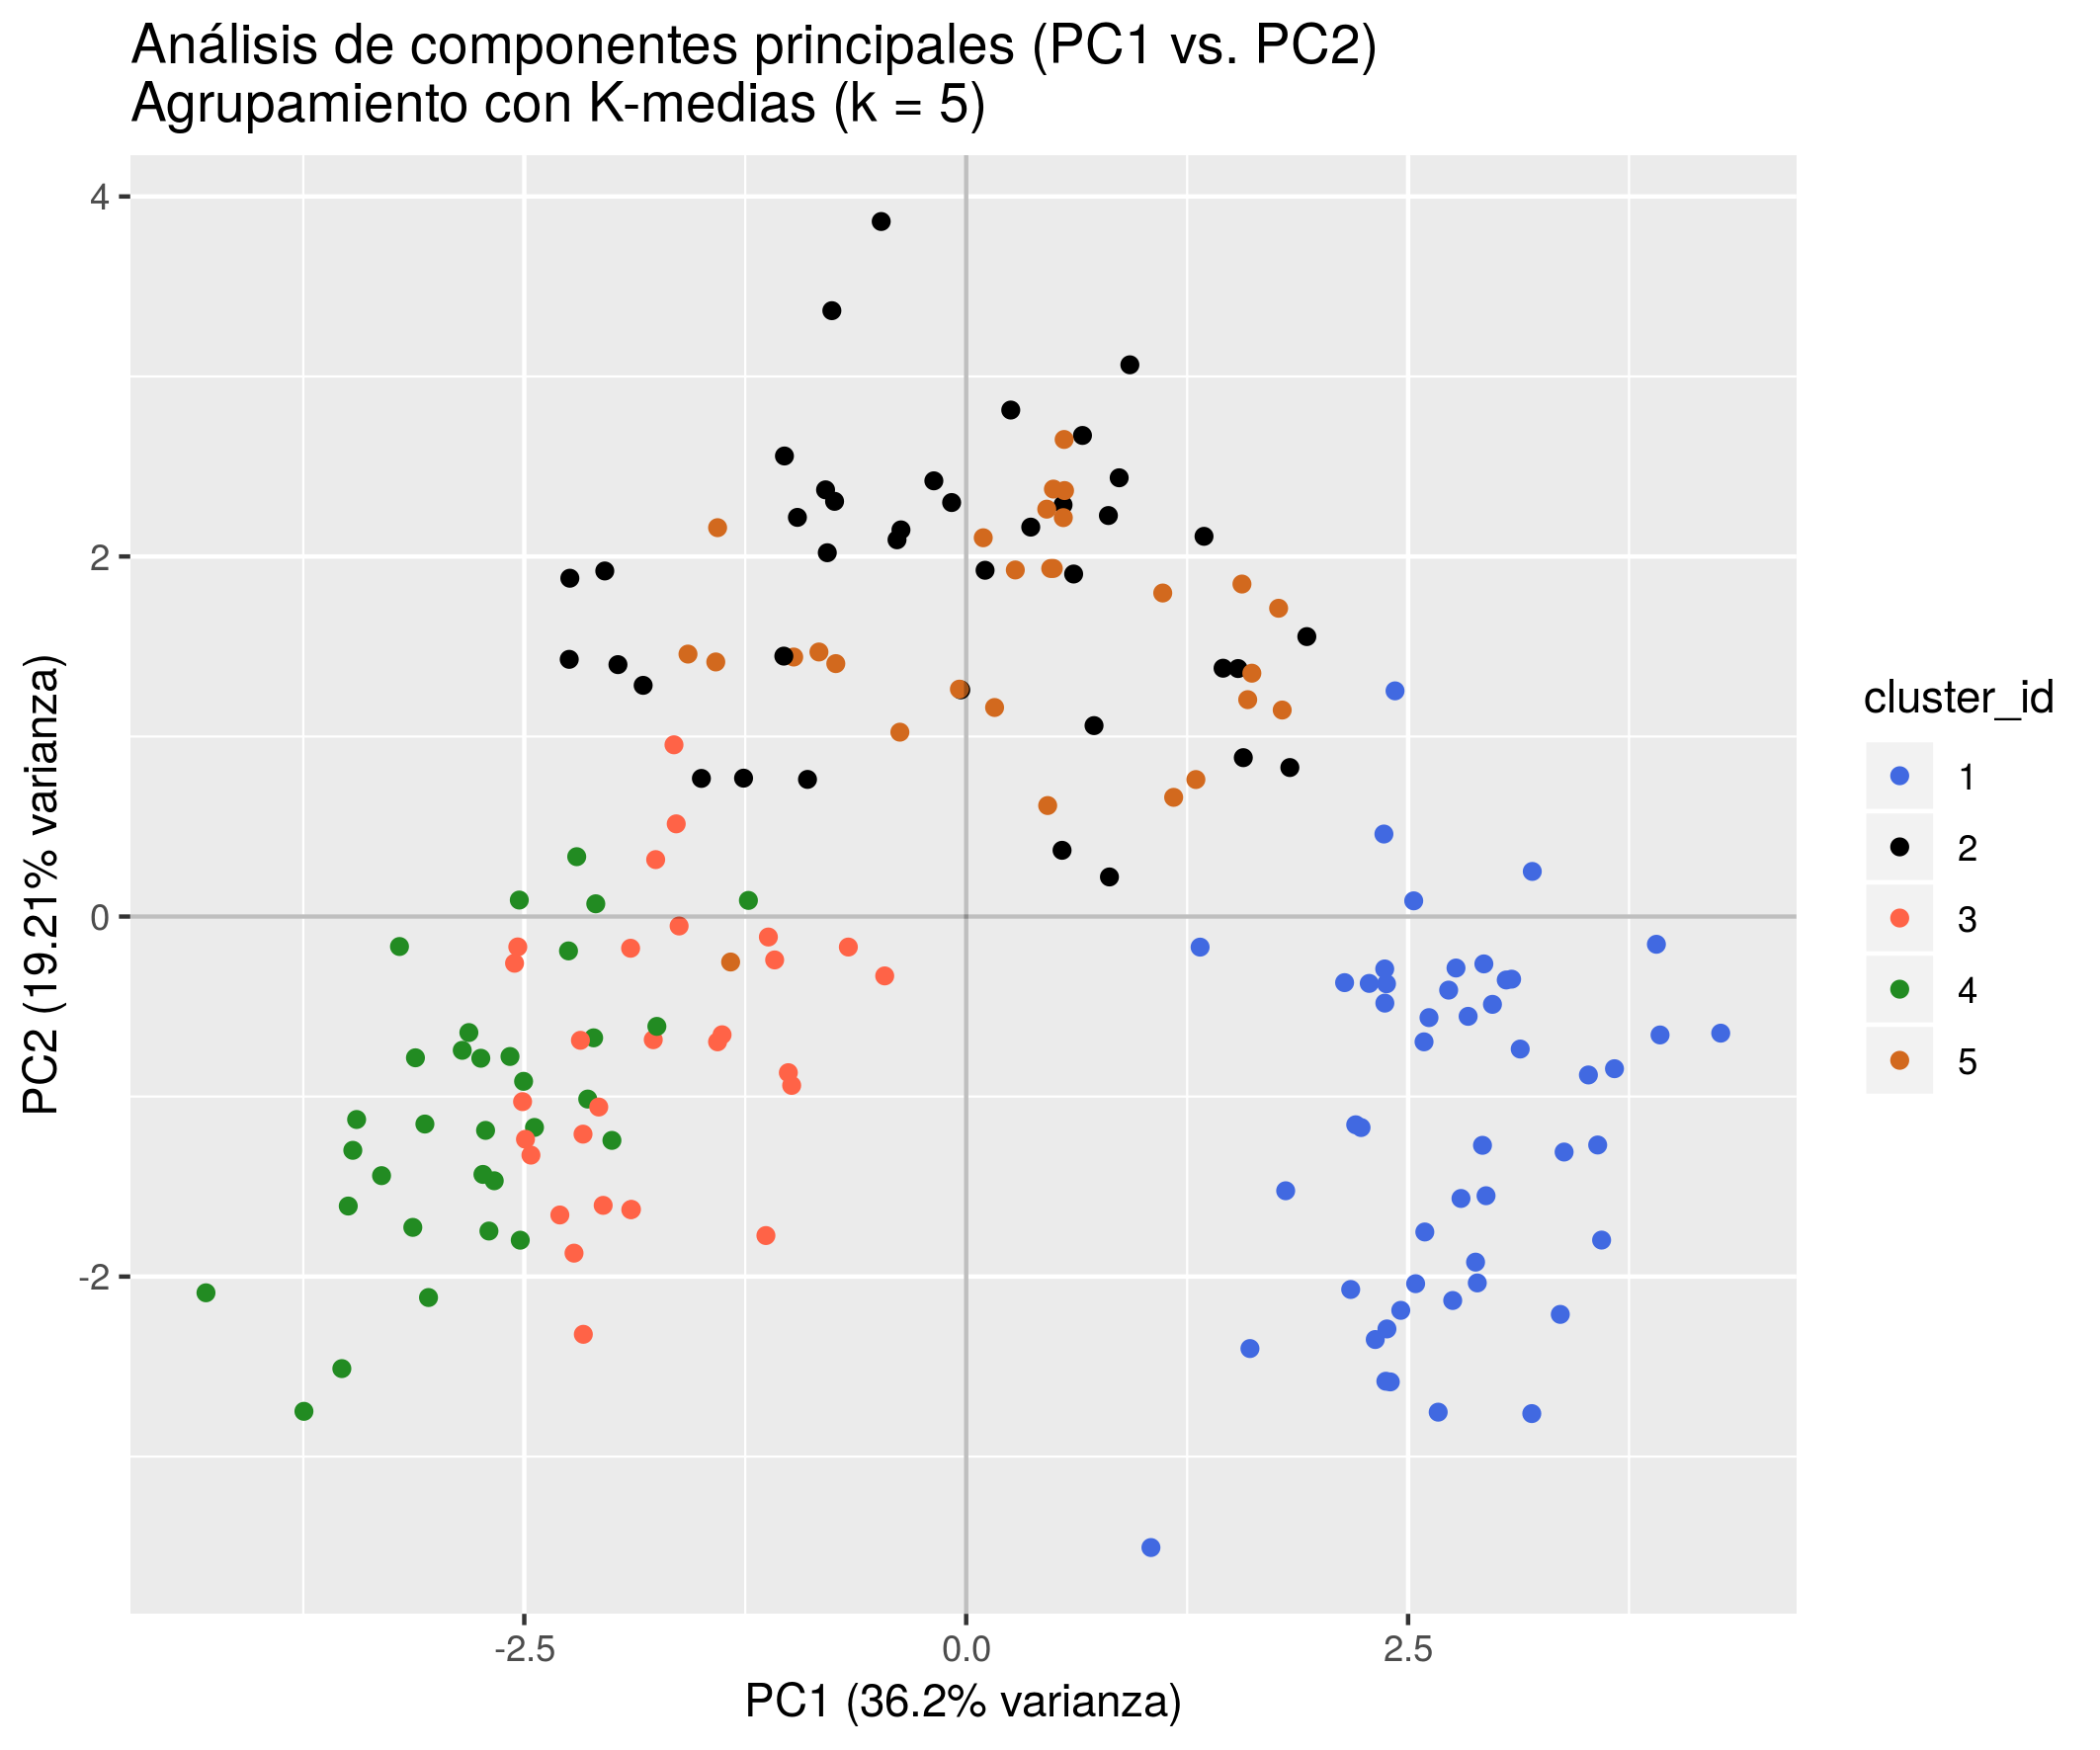 Análisis de componentes principales (PC1 vs. PC2)
Agrupamiento con K-medias (k = 5)
4
2
0
-2
PC2 (19.21% varianza)
-2.5
0.0
2.5
PC1 (36.2% varianza)
cluster_id
1
2
3
4
5